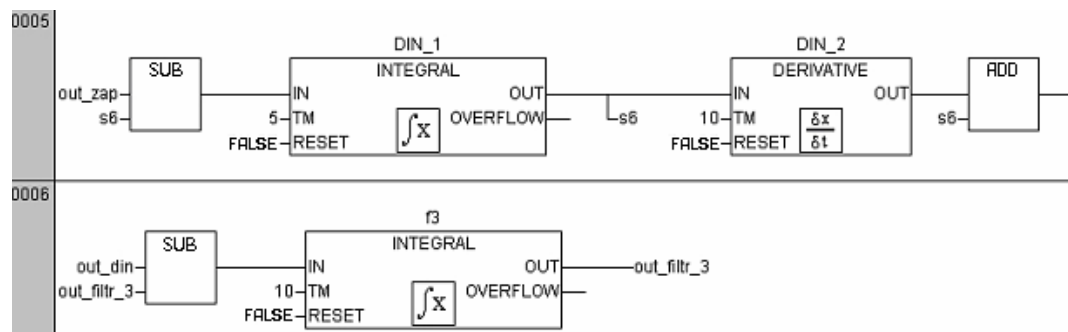 0005
DIN_1
DIN_2
SUB
INTEGRAL
DERIVATIVE
ADD
out_zap
IN
OUT
IN
OUT
s6
5
TM
OVERFLOW
s6
10
TM
s6
FALSE
RESET
∫x
FALSE
RESET
δx
δt
0006
f3
SUB
INTEGRAL
out_din
IN
OUT
out_filtr_3
out_filtr_3
10
TM
OVERFLOW
FALSE
RESET
∫x